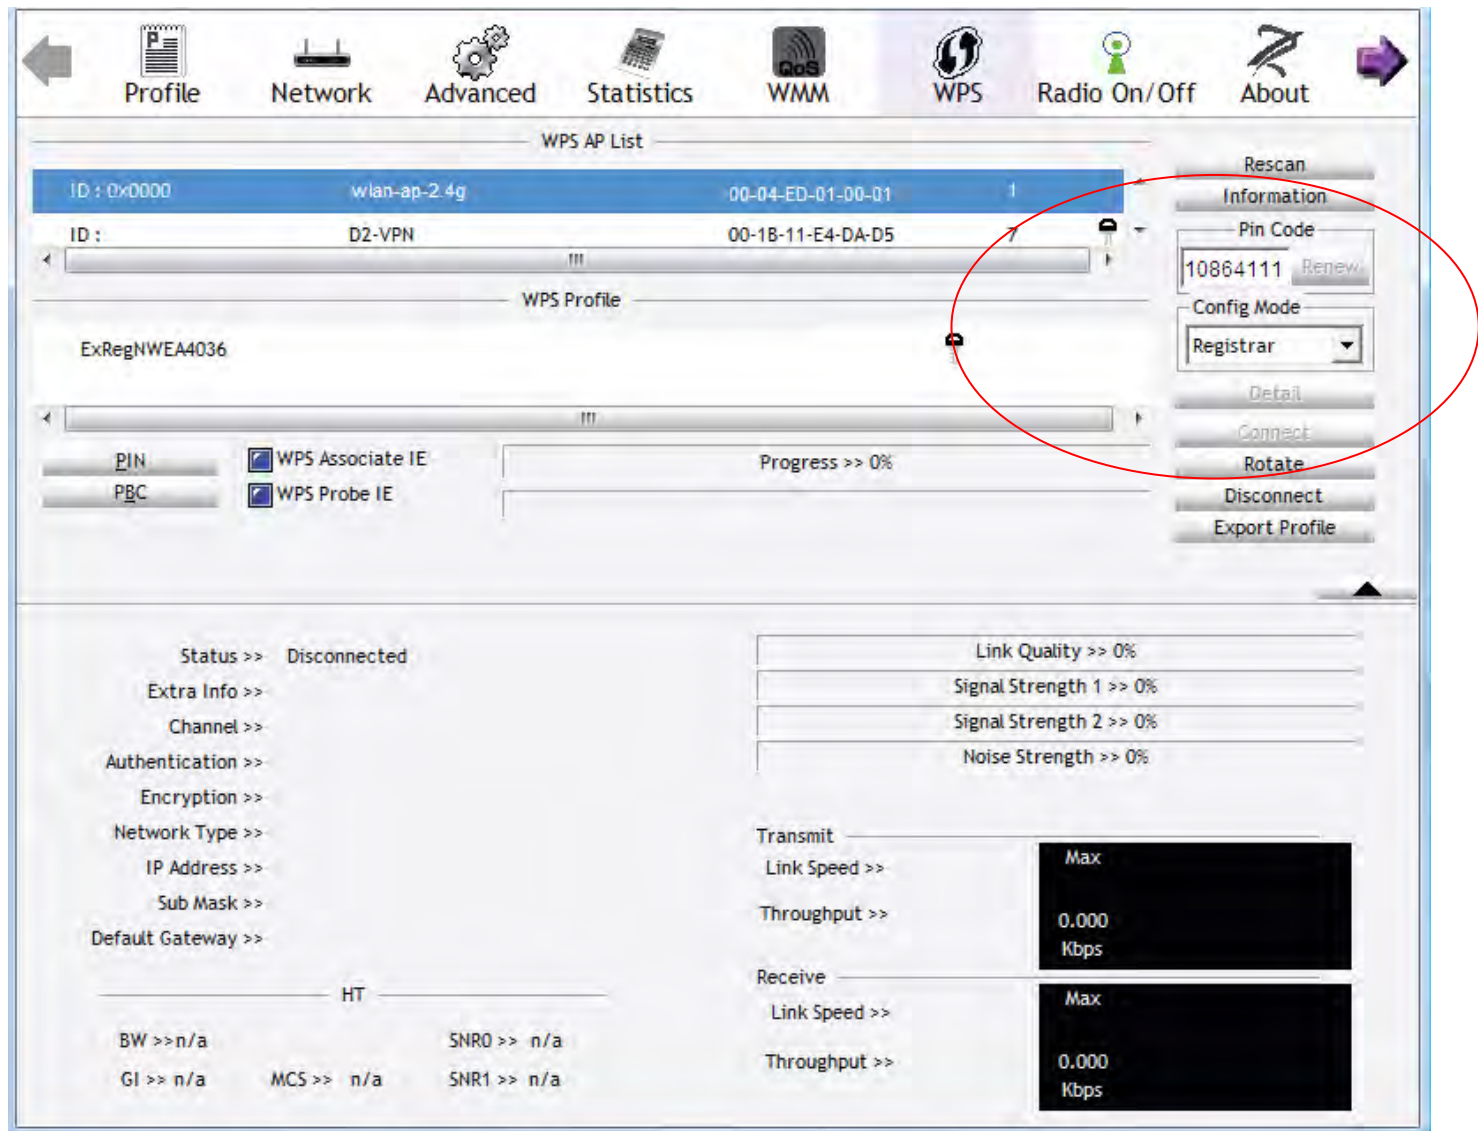 Profile Network Advanced Statistics QoS WMM WPS Radio On/Off About
WPS AP List
Rescan
ID : 0x0000 wlan-ap-2.4g 00-04-ED-01-00-01 1
Information
ID : D2-VPN 00-1B-11-E4-DA-D5 7
Pin Code
10864111 Renew
WPS Profile
Config Mode
ExRegNWEA4036
Registrar
Detail
Connect
PIN WPS Associate IE Progress >> 0% Rotate
PBC WPS Probe IE Disconnect
Export Profile
Status >> Disconnected
Extra Info >>
Channel >>
Authentication >>
Encryption >>
Network Type >>
IP Address >>
Sub Mask >>
Default Gateway >>
HT
BW >> n/a SNR0 >> n/a
GI >> n/a MCS >> n/a SNR1 >> n/a
Link Quality >> 0%
Signal Strength 1 >> 0%
Signal Strength 2 >> 0%
Noise Strength >> 0%
Transmit
Link Speed >> Max
Throughput >> 0.000
Kbps
Receive
Link Speed >> Max
Throughput >> 0.000
Kbps